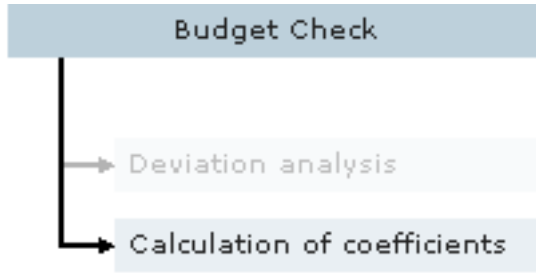 Budget Check
Deviation analysis
Calculation of coefficients